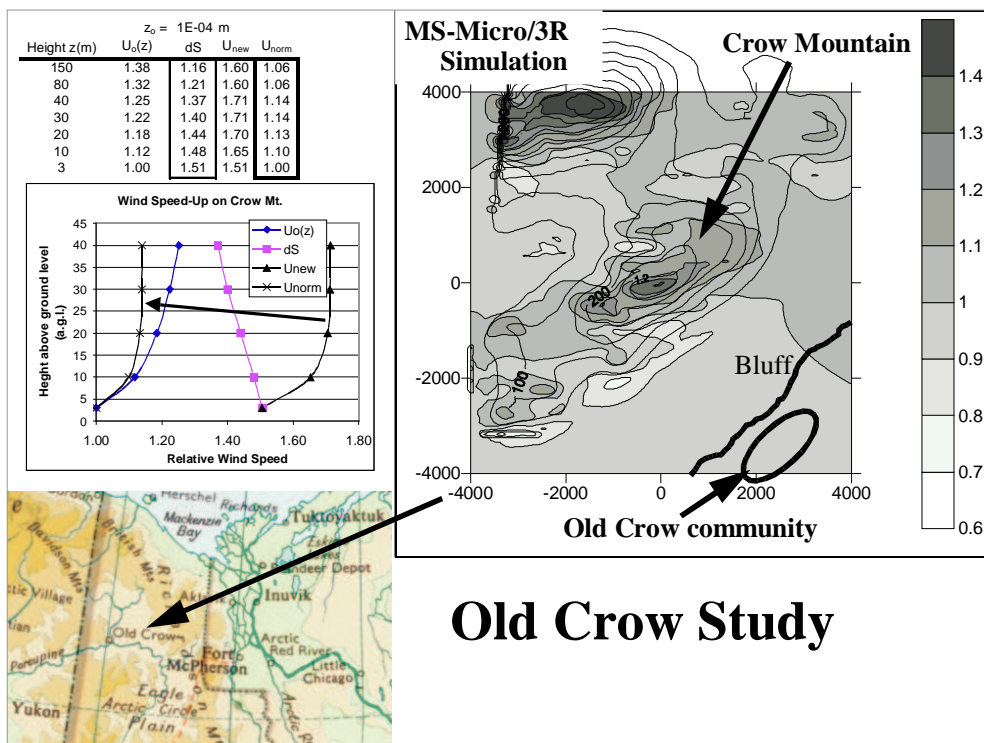 z₀ = 1E-04 m
Height z(m) U₀(z) dS Uₙₑw Uₙₒᵣₘ
150 1.38 1.16 1.60 1.06
80 1.32 1.21 1.60 1.06
40 1.25 1.37 1.71 1.14
30 1.22 1.40 1.71 1.14
20 1.18 1.44 1.70 1.13
10 1.12 1.48 1.65 1.10
3 1.00 1.51 1.51 1.00
Wind Speed-Up on Crow Mt.
45
40
35
30
25
20
15
10
5
0
Heght above ground level
(a.g.l.)
Uo(z)
dS
Unew
Unorm
1.00 1.20 1.40 1.60 1.80
Relative Wind Speed
MS-Micro/3R
Simulation
Crow Mountain
4000
2000
0
-2000
-4000
-4000 -2000 0 2000 4000
1.2
200
100
Bluff
Old Crow community
1.4
1.3
1.2
1.1
1
0.9
0.8
0.7
0.6
Herschel
Richards
Mackenzie
Bay
Tuktoyaktuk
British Mts
Davidson Mts
Reindeer Depot
Inuvik
Old Crow
Porcupine
Arctic
Red River
Fort
McPherson
Little
Chicago
Eagle
Arctic Circle
Plain
Yukon
Arctic R
Old Crow Study